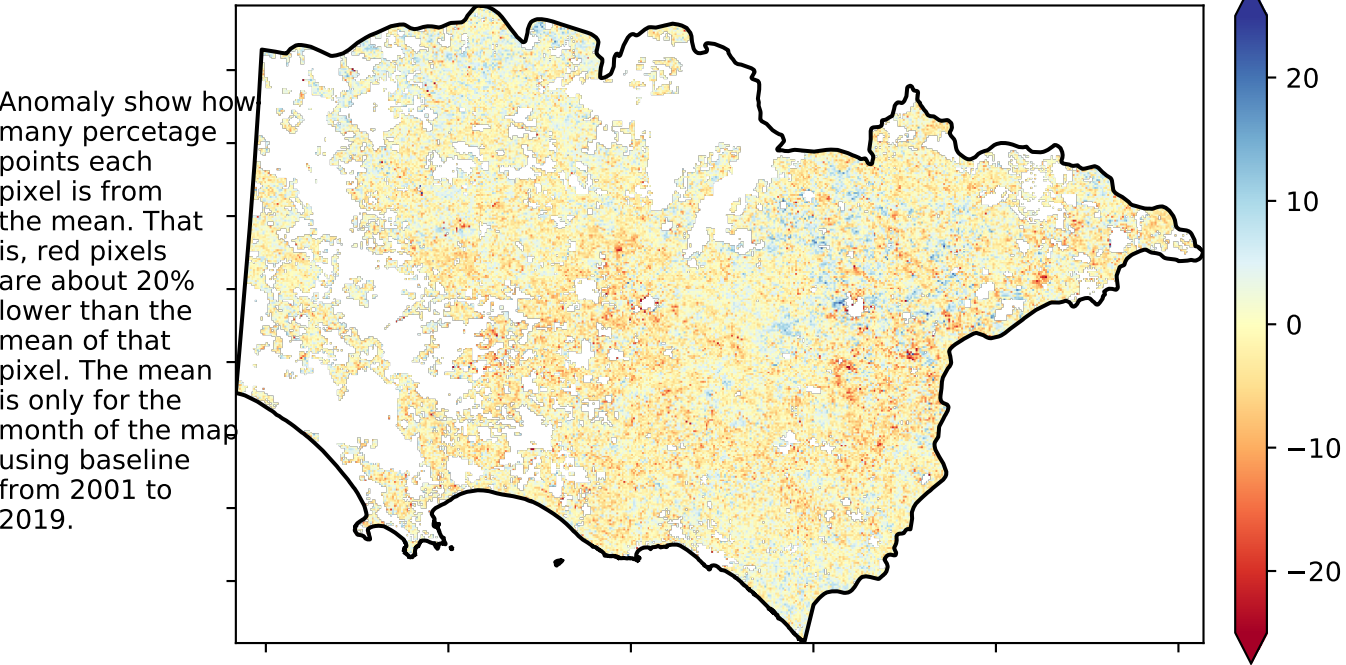 Anomaly show how
many percetage
points each
pixel is from
the mean. That
is, red pixels
are about 20%
lower than the
mean of that
pixel. The mean
is only for the
month of the map
using baseline
from 2001 to
2019.
20
10
0
−10
−20